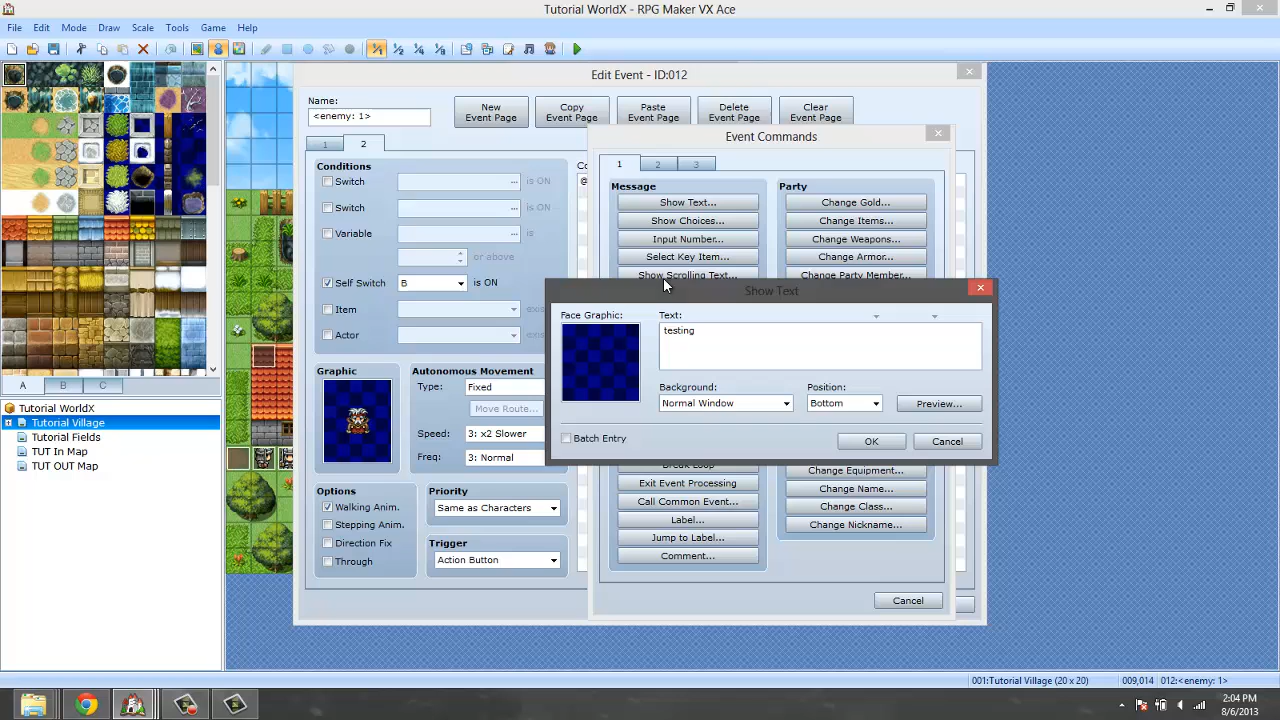 Tutorial WorldX - RPG Maker VX Ace
File Edit Mode Draw Scale Tools Game Help
Edit Event - ID:012
Name:
<enemy: 1>
New Event Page
Copy Event Page
Paste Event Page
Delete Event Page
Clear Event Page
1 2
Conditions
Switch ... is ON
Switch ... is ON
Variable ... is
or above
Self Switch B is ON
Item
Actor
Graphic
Autonomous Movement
Type: Fixed
Move Route...
Speed: 3: x2 Slower
Freq: 3: Normal
Options
Walking Anim.
Stepping Anim.
Direction Fix
Through
Priority
Same as Characters
Trigger
Action Button
Event Commands
1 2 3
Message
Show Text...
Show Choices...
Input Number...
Select Key Item...
Show Scrolling Text...
Party
Change Gold...
Change Items...
Change Weapons...
Change Armor...
Change Party Member...
Show Text
Face Graphic:
Text:
testing
Background:
Normal Window
Position:
Bottom
Preview...
Batch Entry
OK
Cancel
Break Loop
Exit Event Processing
Call Common Event...
Label...
Jump to Label...
Comment...
Change Equipment...
Change Name...
Change Class...
Change Nickname...
Cancel
A B C
Tutorial WorldX
Tutorial Village
Tutorial Fields
TUT In Map
TUT OUT Map
001:Tutorial Village (20 x 20) 009,014 012:<enemy: 1>
2:04 PM
8/6/2013